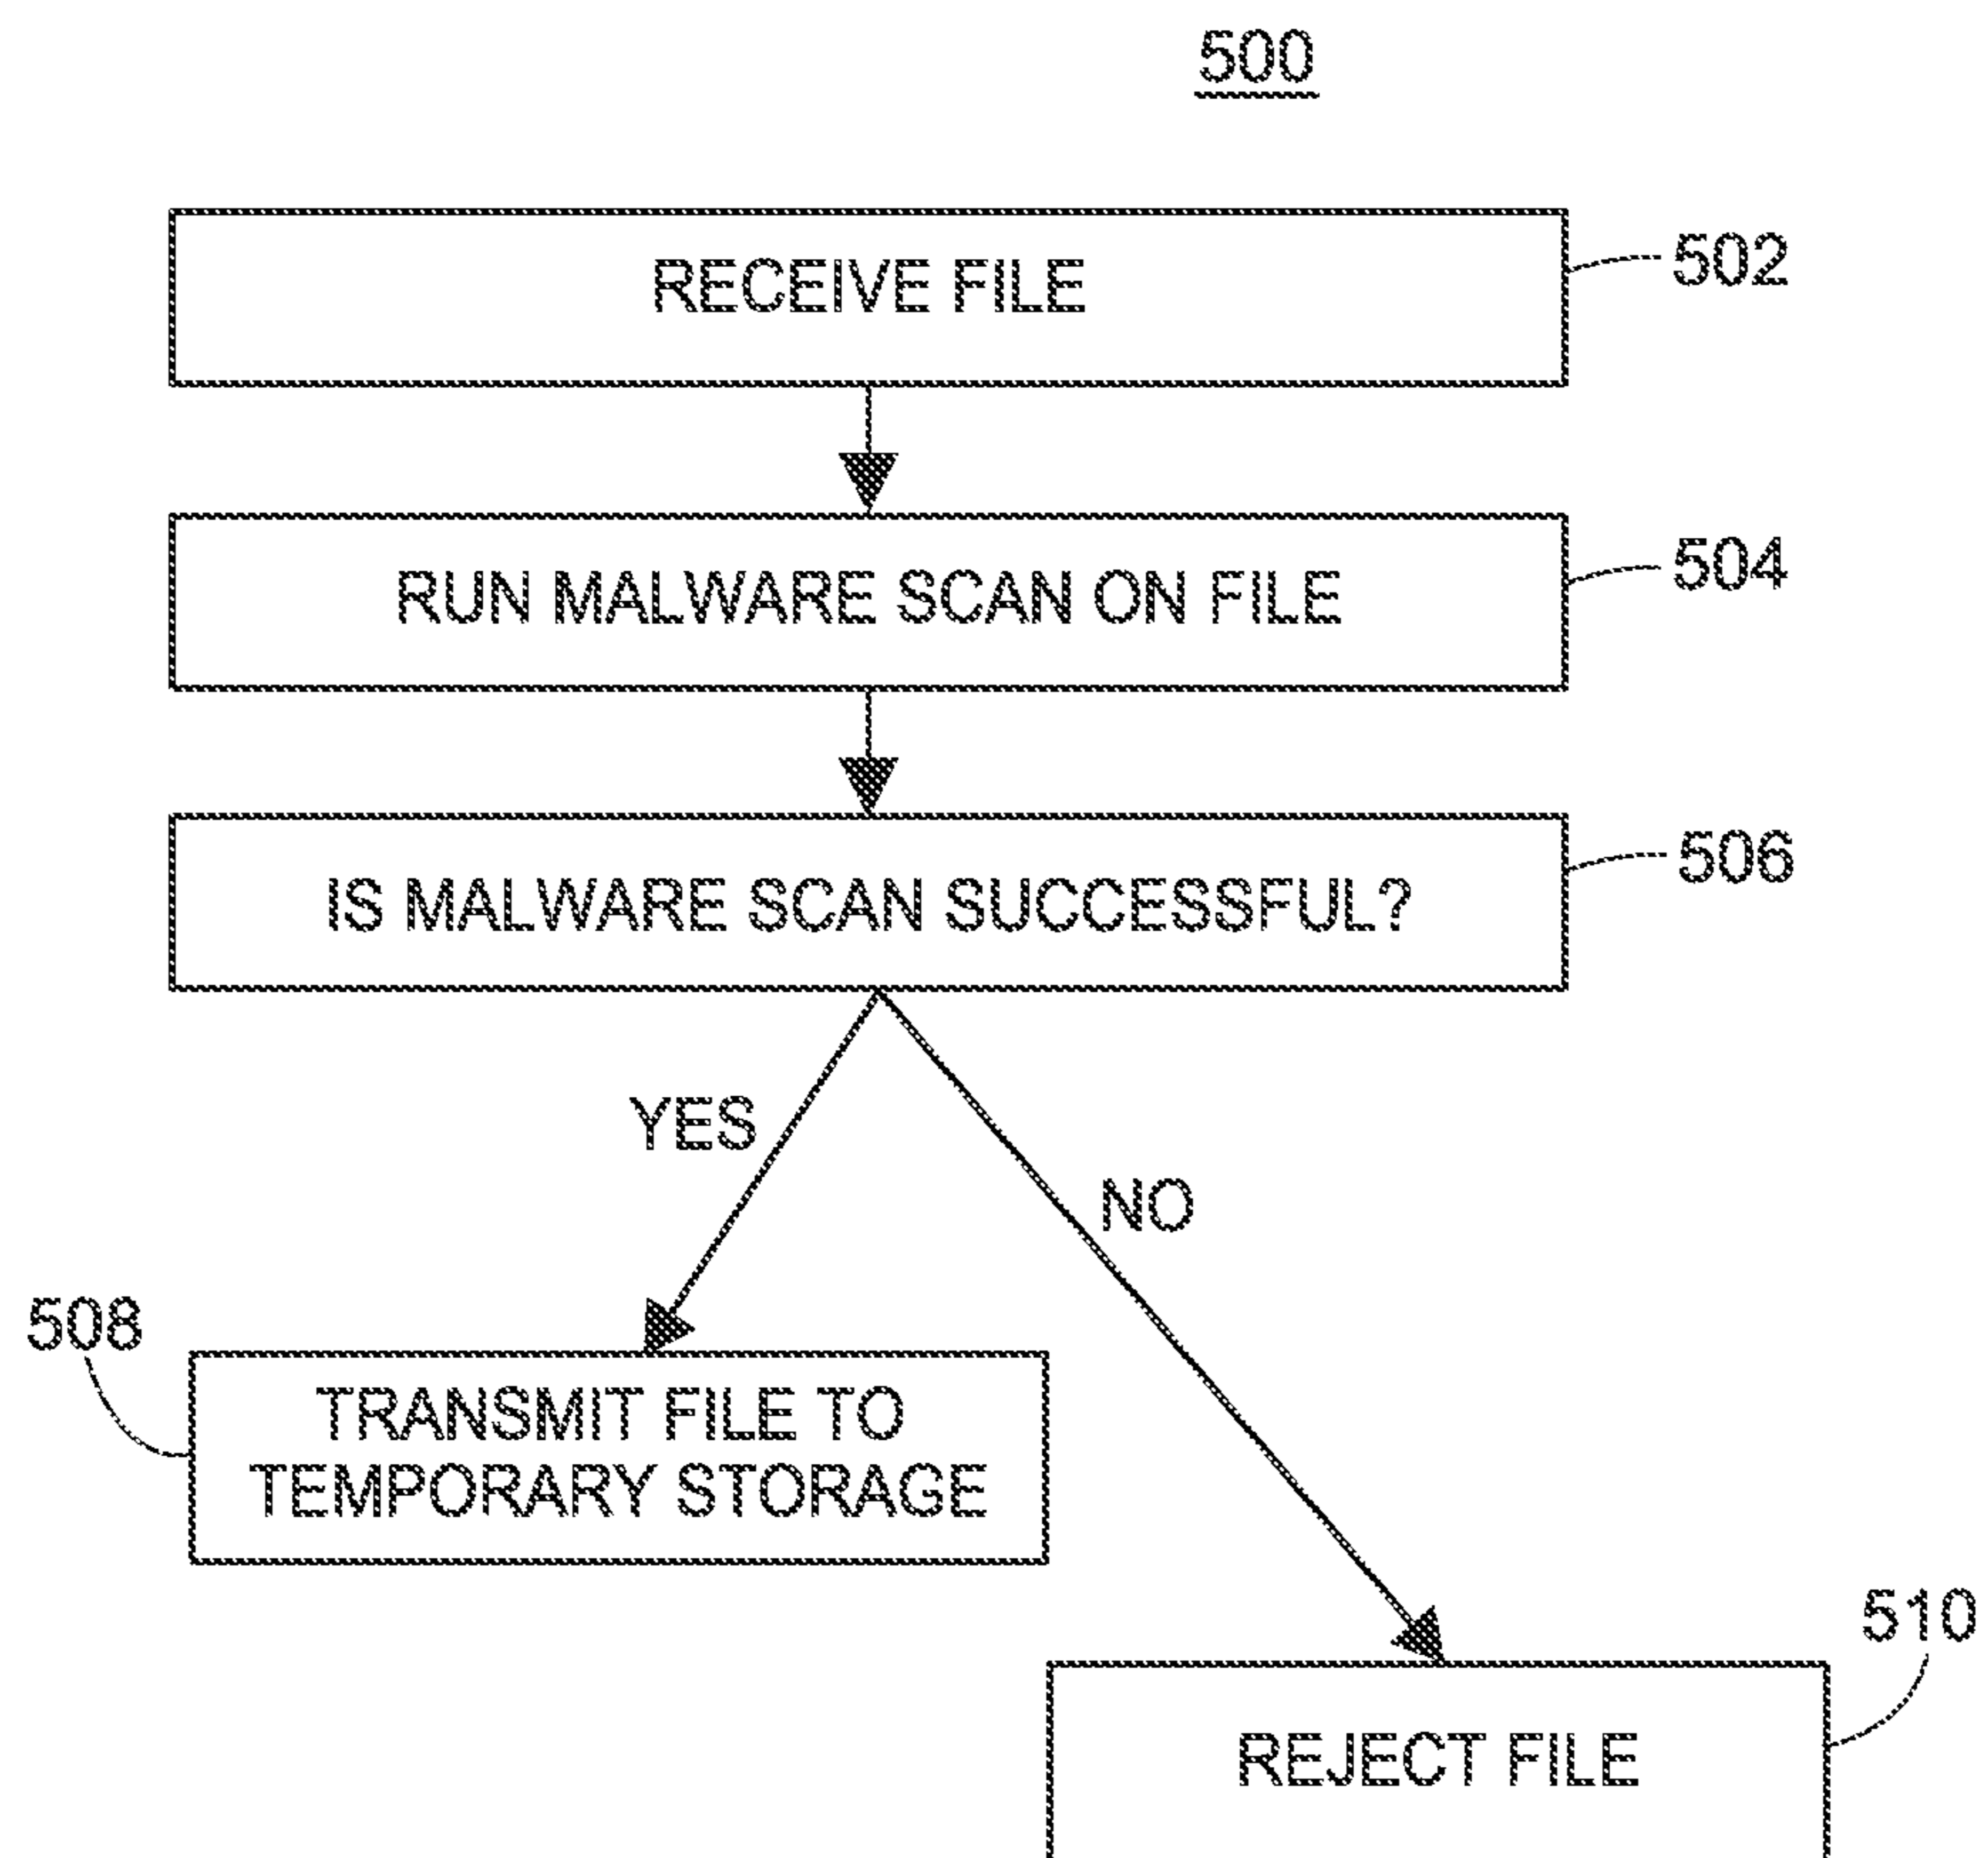 500
RECEIVE FILE
502
RUN MALWARE SCAN ON FILE
504
IS MALWARE SCAN SUCCESSFUL?
506
YES
NO
508
TRANSMIT FILE TO
TEMPORARY STORAGE
510
REJECT FILE